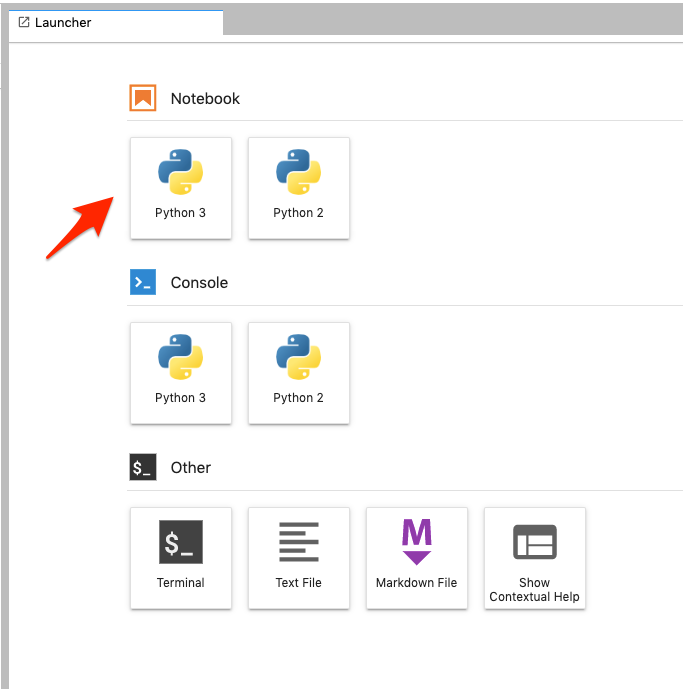 Launcher
Notebook
Python 3
Python 2
Console
Python 3
Python 2
$_
Other
$_
Terminal
Text File
M
Markdown File
Show
Contextual Help